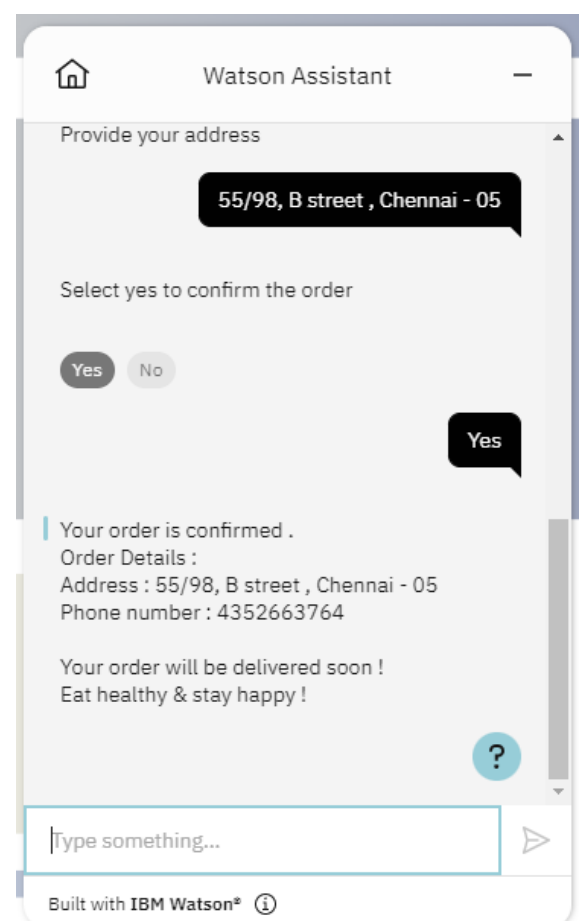 Watson Assistant
Provide your address
55/98, B street , Chennai - 05
Select yes to confirm the order
Yes No
Yes
Your order is confirmed .
Order Details :
Address : 55/98, B street , Chennai - 05
Phone number : 4352663764
Your order will be delivered soon !
Eat healthy & stay happy !
?
Type something...
Built with IBM Watson®